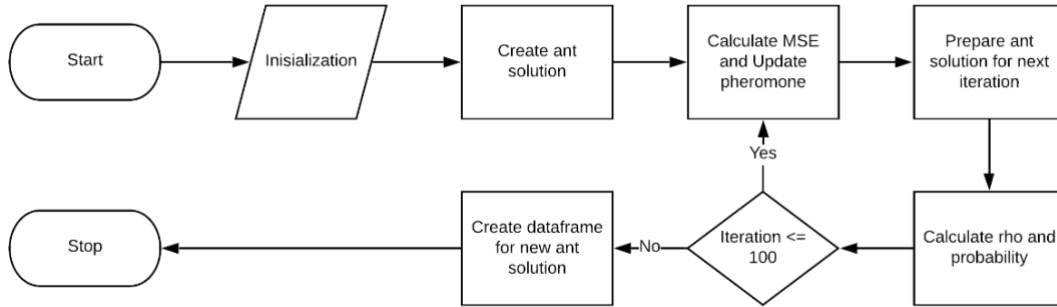 Start
Inisialization
Create ant
solution
Calculate MSE
and Update
pheromone
Prepare ant
solution for next
iteration
Yes
Stop
Create dataframe
for new ant
solution
No
Iteration <=
100
Calculate rho and
probability